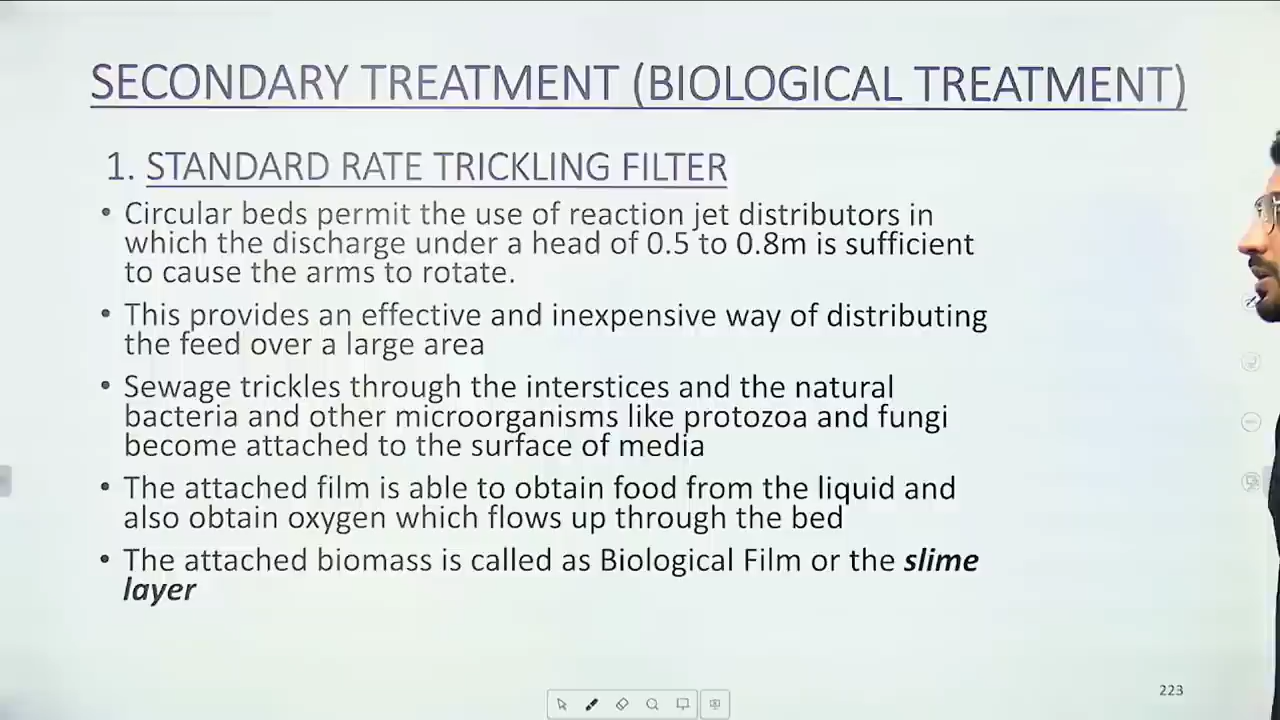 SECONDARY TREATMENT (BIOLOGICAL TREATMENT)
1. STANDARD RATE TRICKLING FILTER
• Circular beds permit the use of reaction jet distributors in
which the discharge under a head of 0.5 to 0.8m is sufficient
to cause the arms to rotate.
• This provides an effective and inexpensive way of distributing
the feed over a large area
• Sewage trickles through the interstices and the natural
bacteria and other microorganisms like protozoa and fungi
become attached to the surface of media
• The attached film is able to obtain food from the liquid and
also obtain oxygen which flows up through the bed
• The attached biomass is called as Biological Film or the slime
layer
223